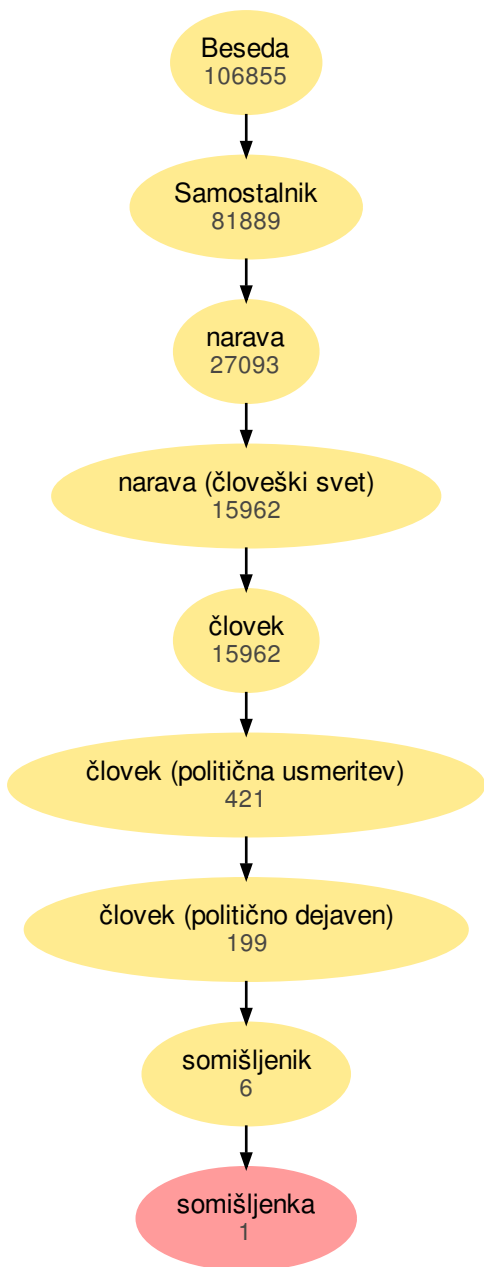 Beseda
106855
Samostalnik
81889
narava
27093
narava (človeški svet)
15962
človek
15962
človek (politična usmeritev)
421
človek (politično dejaven)
199
somišljenik
6
somišljenka
1